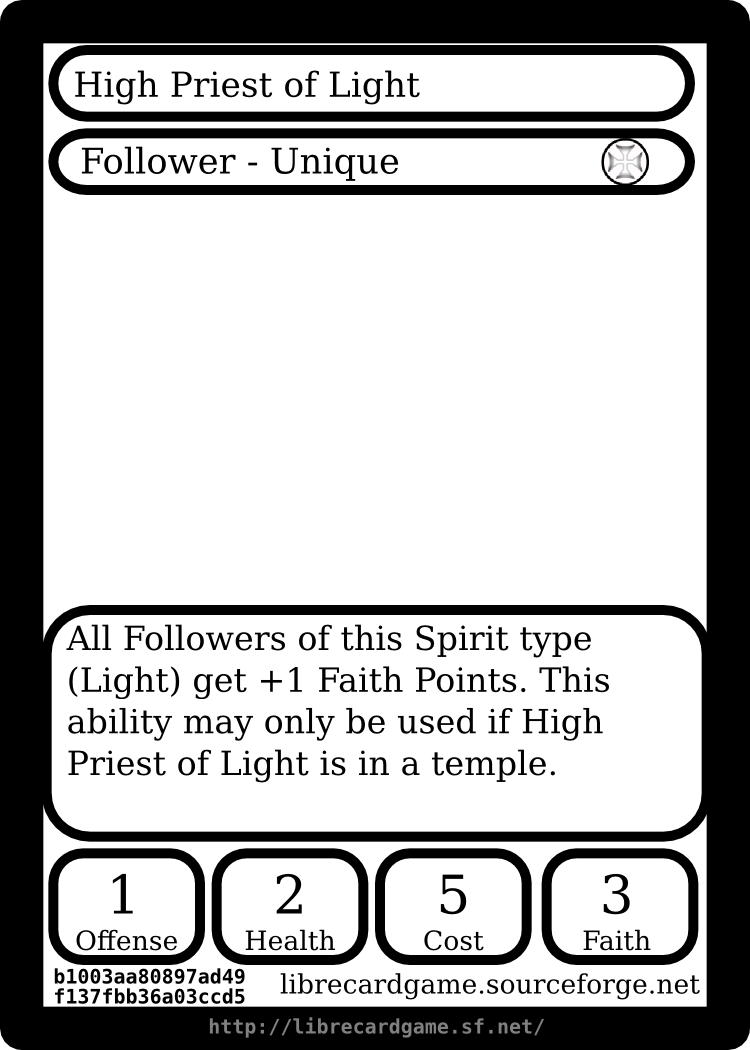 High Priest of Light
Follower - Unique
All Followers of this Spirit type
(Light) get +1 Faith Points. This
ability may only be used if High
Priest of Light is in a temple.
1 2 5 3
Offense Health Cost Faith
b1003aa80897ad49
f137fbb36a03ccd5
librecardgame.sourceforge.net
http://librecardgame.sf.net/